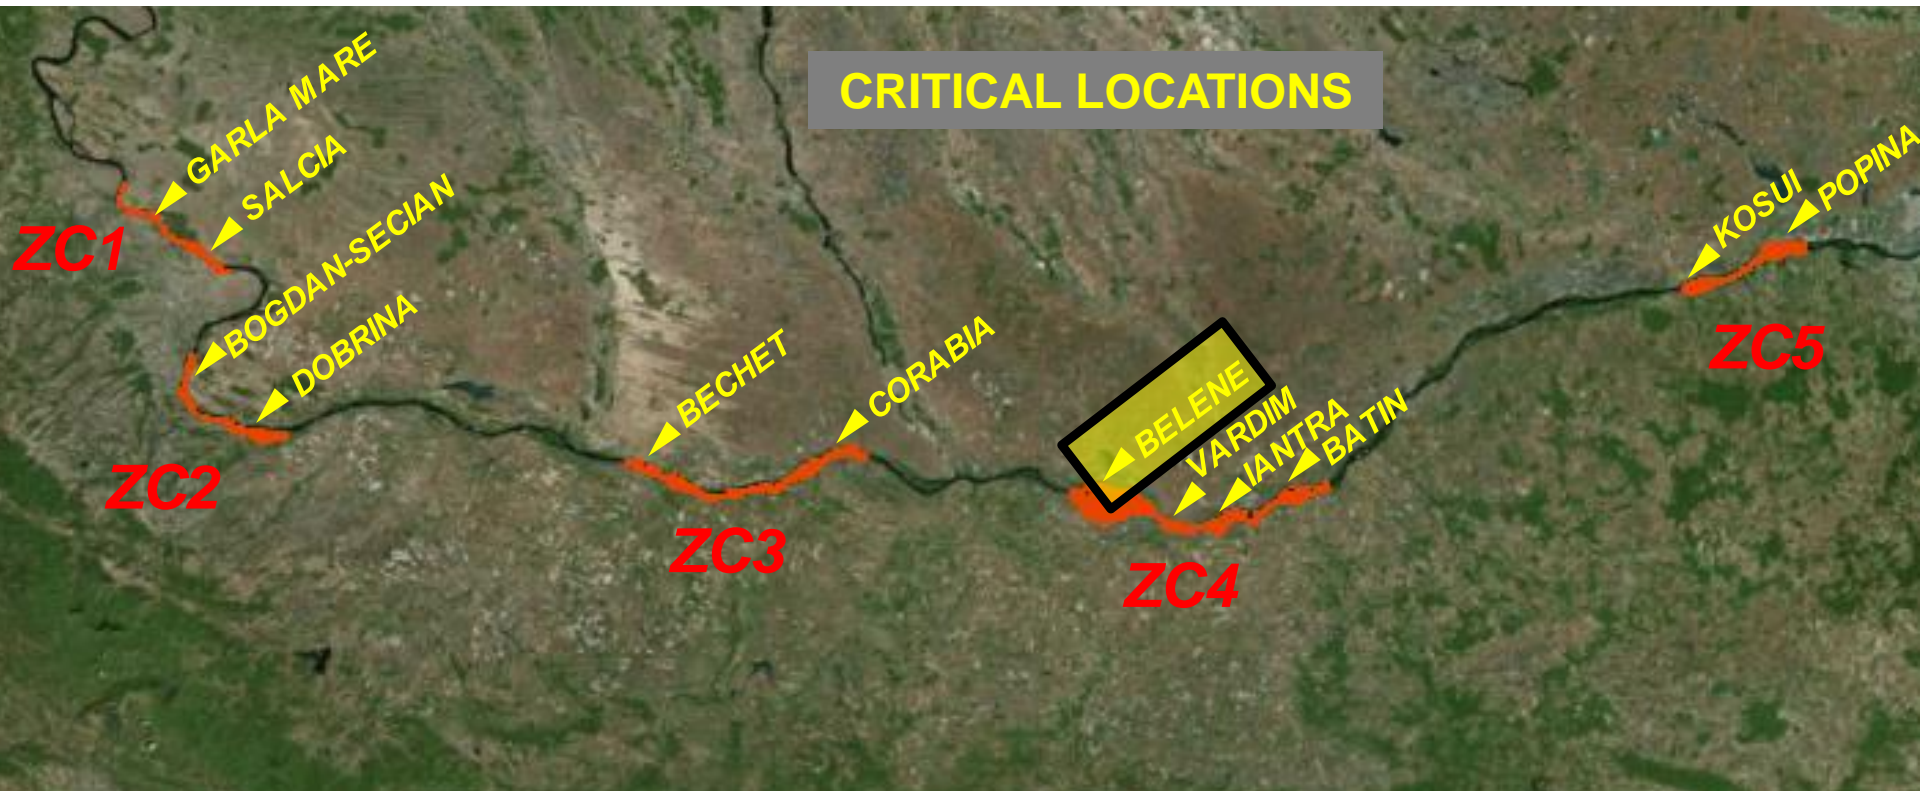 CRITICAL LOCATIONS
GARLA MARE
SALCIA
ZC1
BOGDAN-SECIAN
DOBRINA
ZC2
BECHET
CORABIA
ZC3
BELENE
VARDIM
IANTRA
BATIN
ZC4
KOSUI
POPINA
ZC5